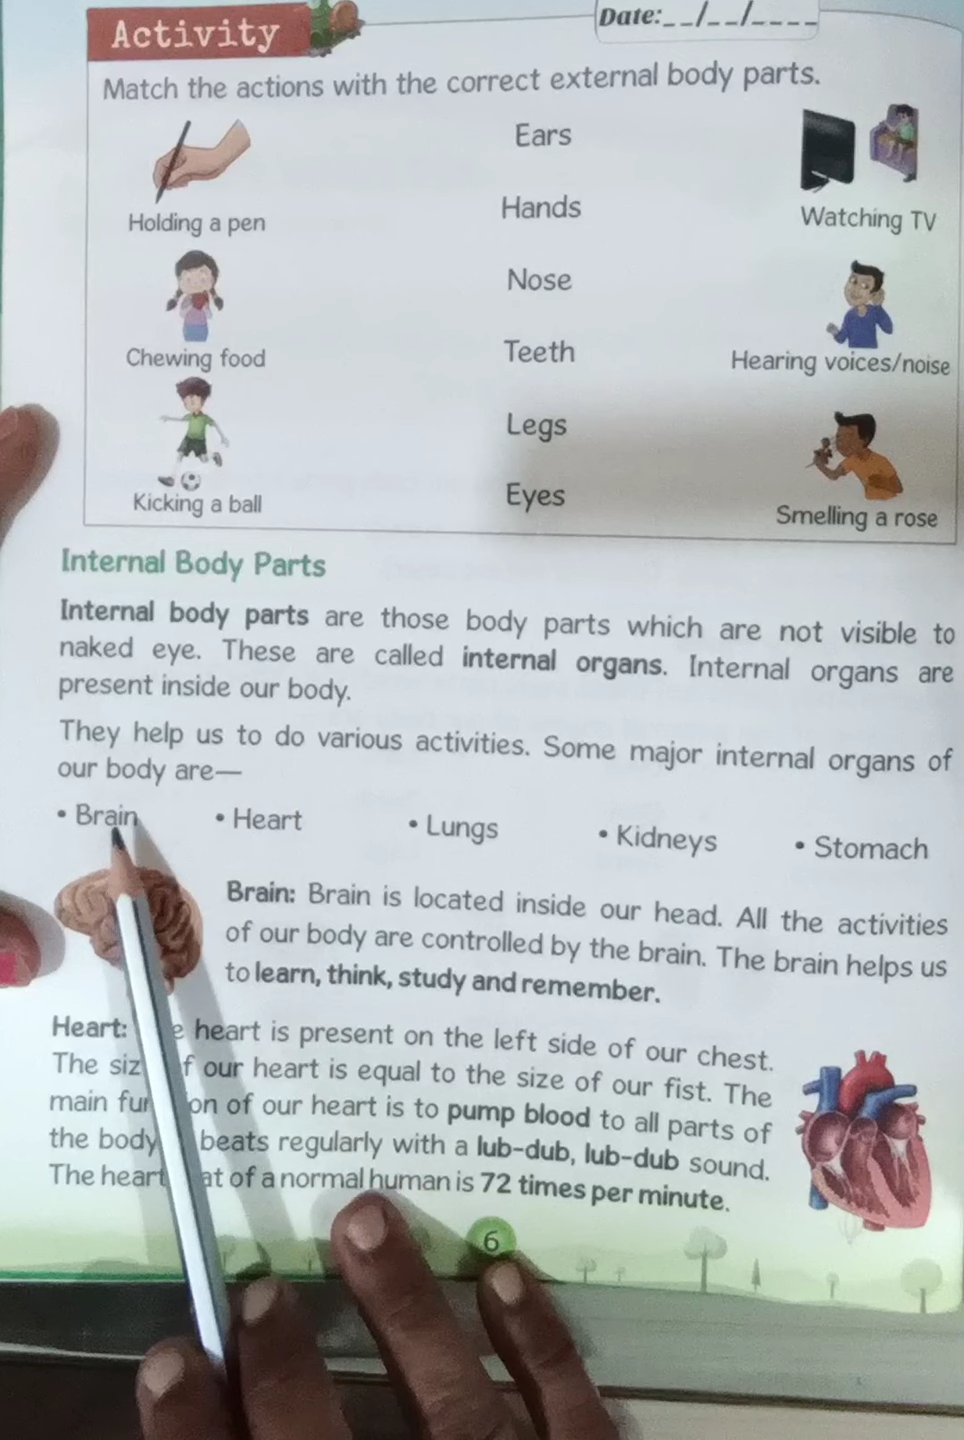 Activity
Date:__/__/____
Match the actions with the correct external body parts.
Ears
Holding a pen
Hands
Watching TV
Nose
Chewing food
Teeth
Hearing voices/noise
Legs
Kicking a ball
Eyes
Smelling a rose
Internal Body Parts
Internal body parts are those body parts which are not visible to
naked eye. These are called internal organs. Internal organs are
present inside our body.
They help us to do various activities. Some major internal organs of
our body are—
• Brain • Heart • Lungs • Kidneys • Stomach
Brain: Brain is located inside our head. All the activities
of our body are controlled by the brain. The brain helps us
to learn, think, study and remember.
Heart: heart is present on the left side of our chest.
The our heart is equal to the size of our fist. The
main of our heart is to pump blood to all parts of
the body beats regularly with a lub-dub, lub-dub sound.
The heart of a normal human is 72 times per minute.
6